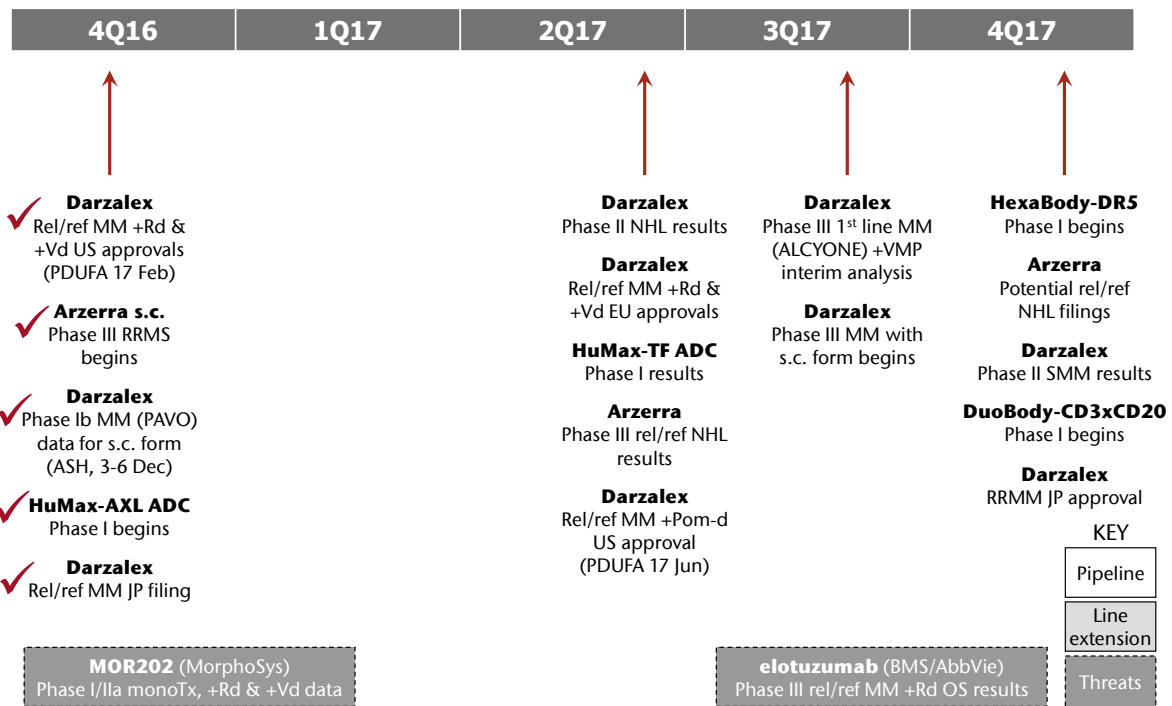 4Q16
1Q17
2Q17
3Q17
4Q17
Darzalex
Rel/ref MM +Rd &
+Vd US approvals
(PDUFA 17 Feb)
Arzerra s.c.
Phase III RRMS
begins
Darzalex
Phase Ib MM (PAVO)
data for s.c. form
(ASH, 3-6 Dec)
HuMax-AXL ADC
Phase I begins
Darzalex
Rel/ref MM JP filing
Darzalex
Phase II NHL results
Darzalex
Rel/ref MM +Rd &
+Vd EU approvals
HuMax-TF ADC
Phase I results
Arzerra
Phase III rel/ref NHL
results
Darzalex
Rel/ref MM +Pom-d
US approval
(PDUFA 17 Jun)
Darzalex
Phase III 1st line MM
(ALCYONE) +VMP
interim analysis
Darzalex
Phase III MM with
s.c. form begins
HexaBody-DR5
Phase I begins
Arzerra
Potential rel/ref
NHL filings
Darzalex
Phase II SMM results
DuoBody-CD3xCD20
Phase I begins
Darzalex
RRMM JP approval
KEY
Pipeline
Line
extension
Threats
MOR202 (MorphoSys)
Phase I/IIa monoTx, +Rd & +Vd data
elotuzumab (BMS/AbbVie)
Phase III rel/ref MM +Rd OS results